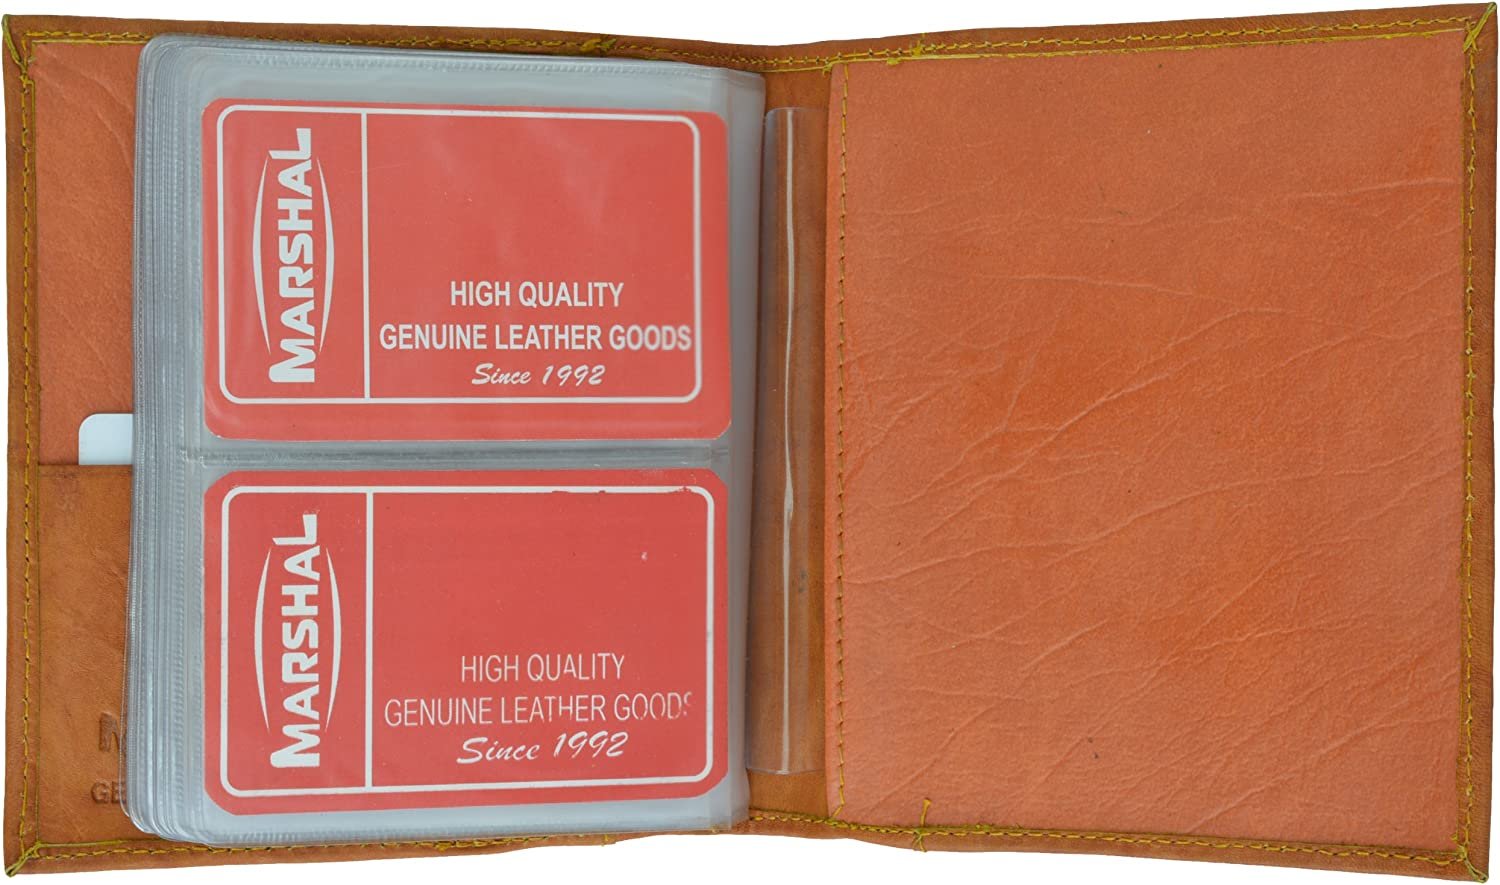 MARSHAL
HIGH QUALITY
GENUINE LEATHER GOODS
Since 1992
MARSHAL
HIGH QUALITY
GENUINE LEATHER GOODS
Since 1992